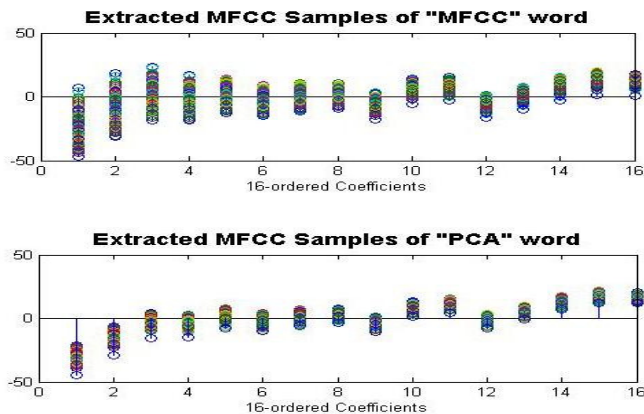 Extracted MFCC Samples of "MFCC" word
50
0
-50
0 2 4 6 8 10 12 14 16
16-ordered Coefficients
Extracted MFCC Samples of "PCA" word
50
0
-50
0 2 4 6 8 10 12 14 16
16-ordered Coefficients